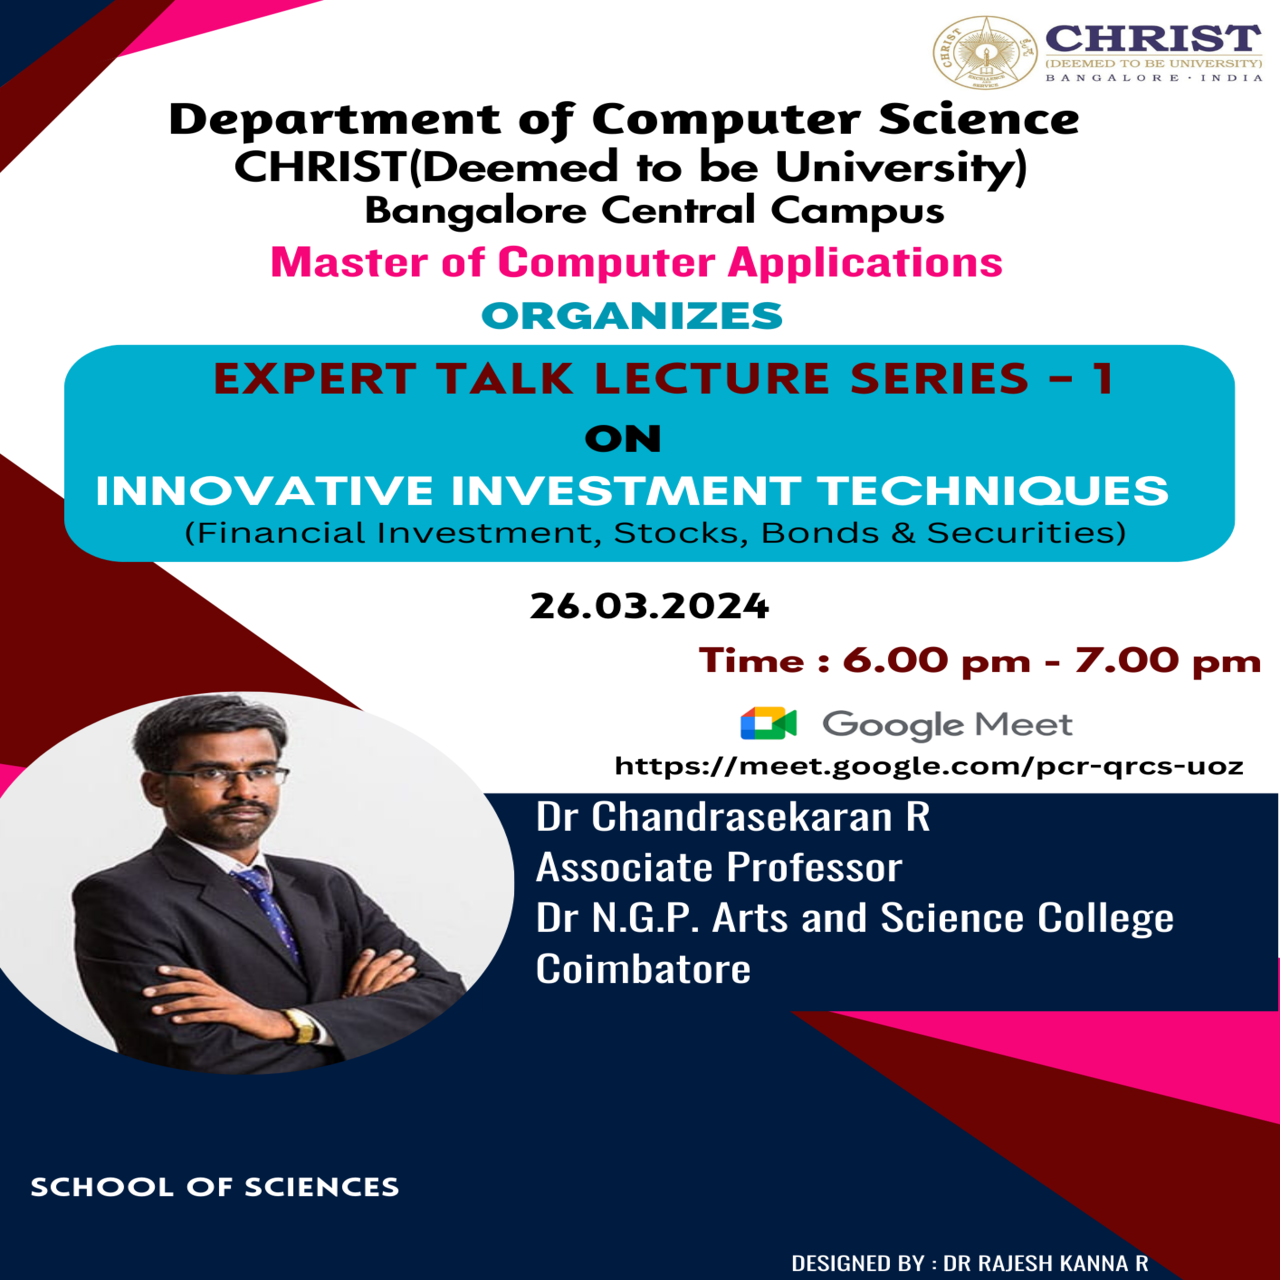 CHRIST
(DEEMED TO BE UNIVERSITY)
BANGALORE · INDIA
Department of Computer Science
CHRIST(Deemed to be University)
Bangalore Central Campus
Master of Computer Applications
ORGANIZES
EXPERT TALK LECTURE SERIES - 1
ON
INNOVATIVE INVESTMENT TECHNIQUES
(Financial Investment, Stocks, Bonds & Securities)
26.03.2024
Time : 6.00 pm - 7.00 pm
Google Meet
https://meet.google.com/pcr-qrcs-uoz
Dr Chandrasekaran R
Associate Professor
Dr N.G.P. Arts and Science College
Coimbatore
SCHOOL OF SCIENCES
DESIGNED BY : DR RAJESH KANNA R